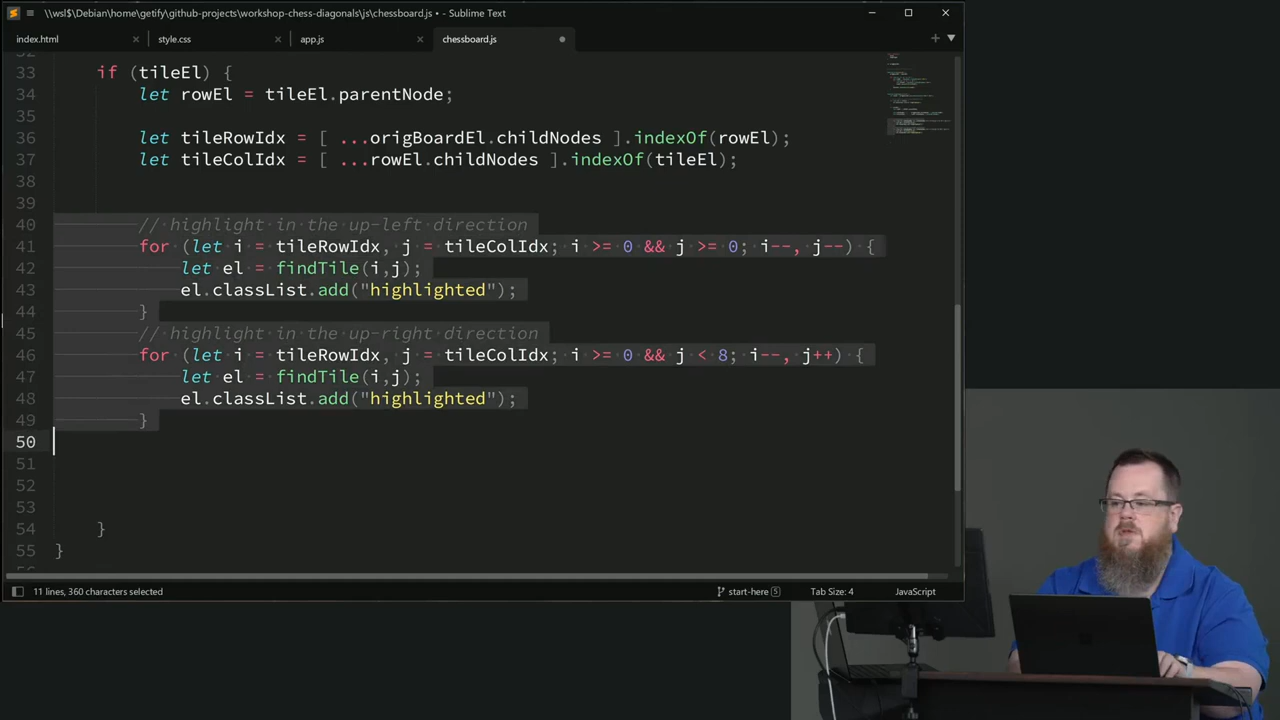 \\wsl$\Debian\home\getify\github-projects\workshop-chess-diagonals\js\chessboard.js • - Sublime Text
index.html × style.css × app.js × chessboard.js
33 if (tileEl) {
34 let rowEl = tileEl.parentNode;
35
36 let tileRowIdx = [ ...origBoardEl.childNodes ].indexOf(rowEl);
37 let tileColIdx = [ ...rowEl.childNodes ].indexOf(tileEl);
38
39
40 // highlight in the up-left direction
41 for (let i = tileRowIdx, j = tileColIdx; i >= 0 && j >= 0; i--, j--) {
42 let el = findTile(i,j);
43 el.classList.add("highlighted");
44 }
45 // highlight in the up-right direction
46 for (let i = tileRowIdx, j = tileColIdx; i >= 0 && j < 8; i--, j++) {
47 let el = findTile(i,j);
48 el.classList.add("highlighted");
49 }
50
51
52
53
54 }
55 }
11 lines, 360 characters selected start-here 5 Tab Size: 4 JavaScript